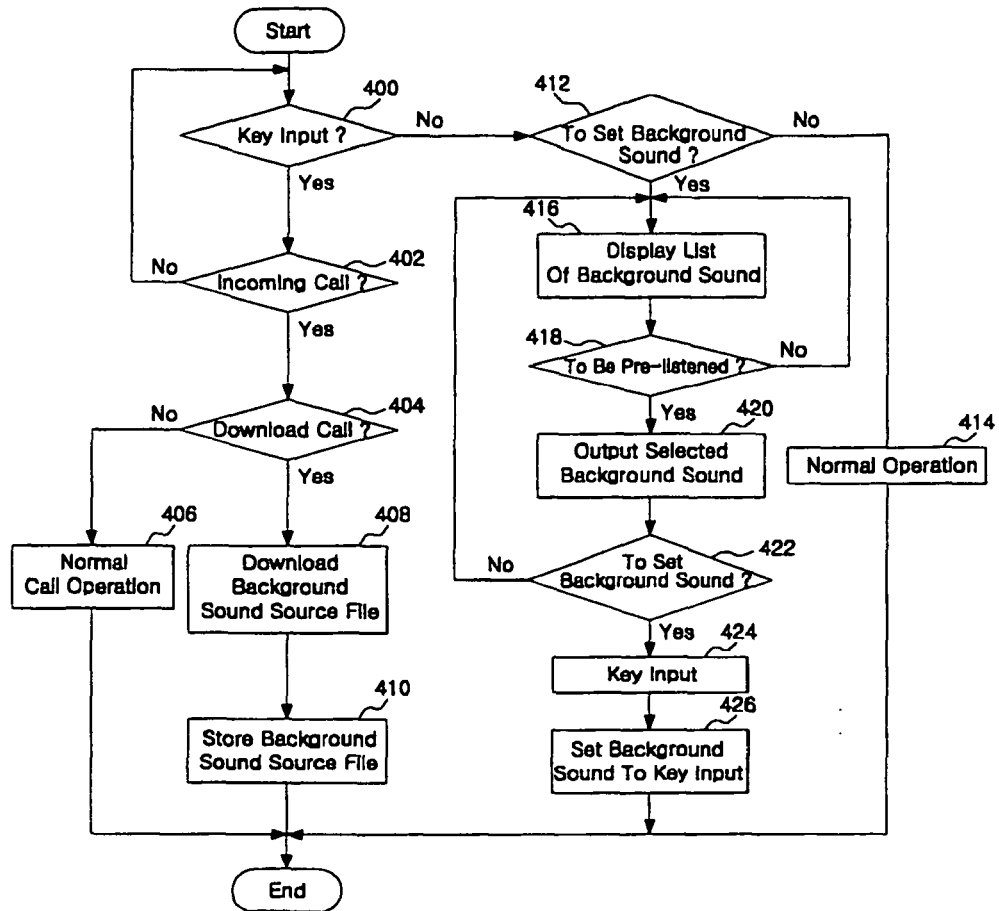 Start
400
Key Input ?
No
Yes
412
To Set Background
Sound ?
No
Yes
402
Incoming Call ?
No
Yes
416
Display List
Of Background Sound
418
To Be Pre-listened ?
No
Yes
404
Download Call ?
No
Yes
420
Output Selected
Background Sound
414
Normal Operation
406
Normal
Call Operation
408
Download
Background
Sound Source File
422
To Set
Background Sound ?
No
Yes
424
Key Input
410
Store Background
Sound Source File
426
Set Background
Sound To Key Input
End